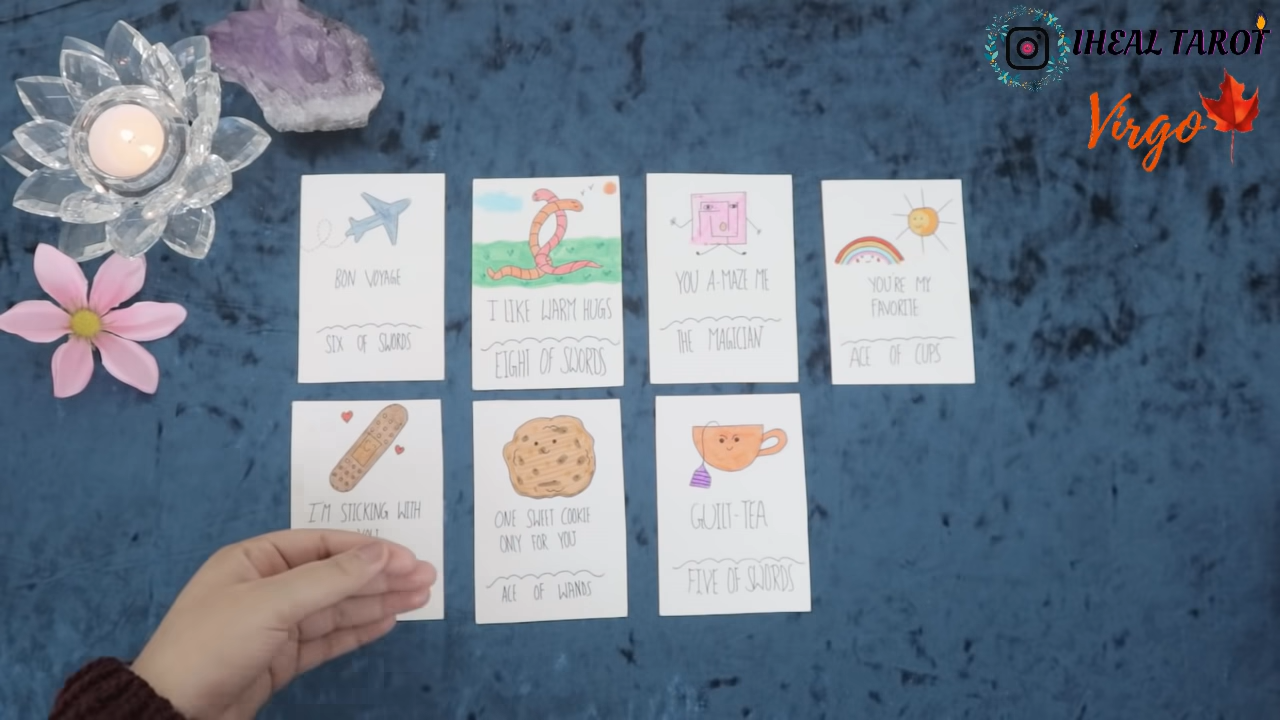 IHEAL TAROT
Virgo
BON VOYAGE
SIX OF SWORDS
I LIKE WARM HUGS
EIGHT OF SWORDS
YOU A-MAZE ME
THE MAGICIAN
YOU'RE MY
FAVORITE
ACE OF CUPS
I'M STICKING WITH
ONE SWEET COOKIE
ONLY FOR YOU
ACE OF WANDS
GUILT-TEA
FIVE OF SWORDS